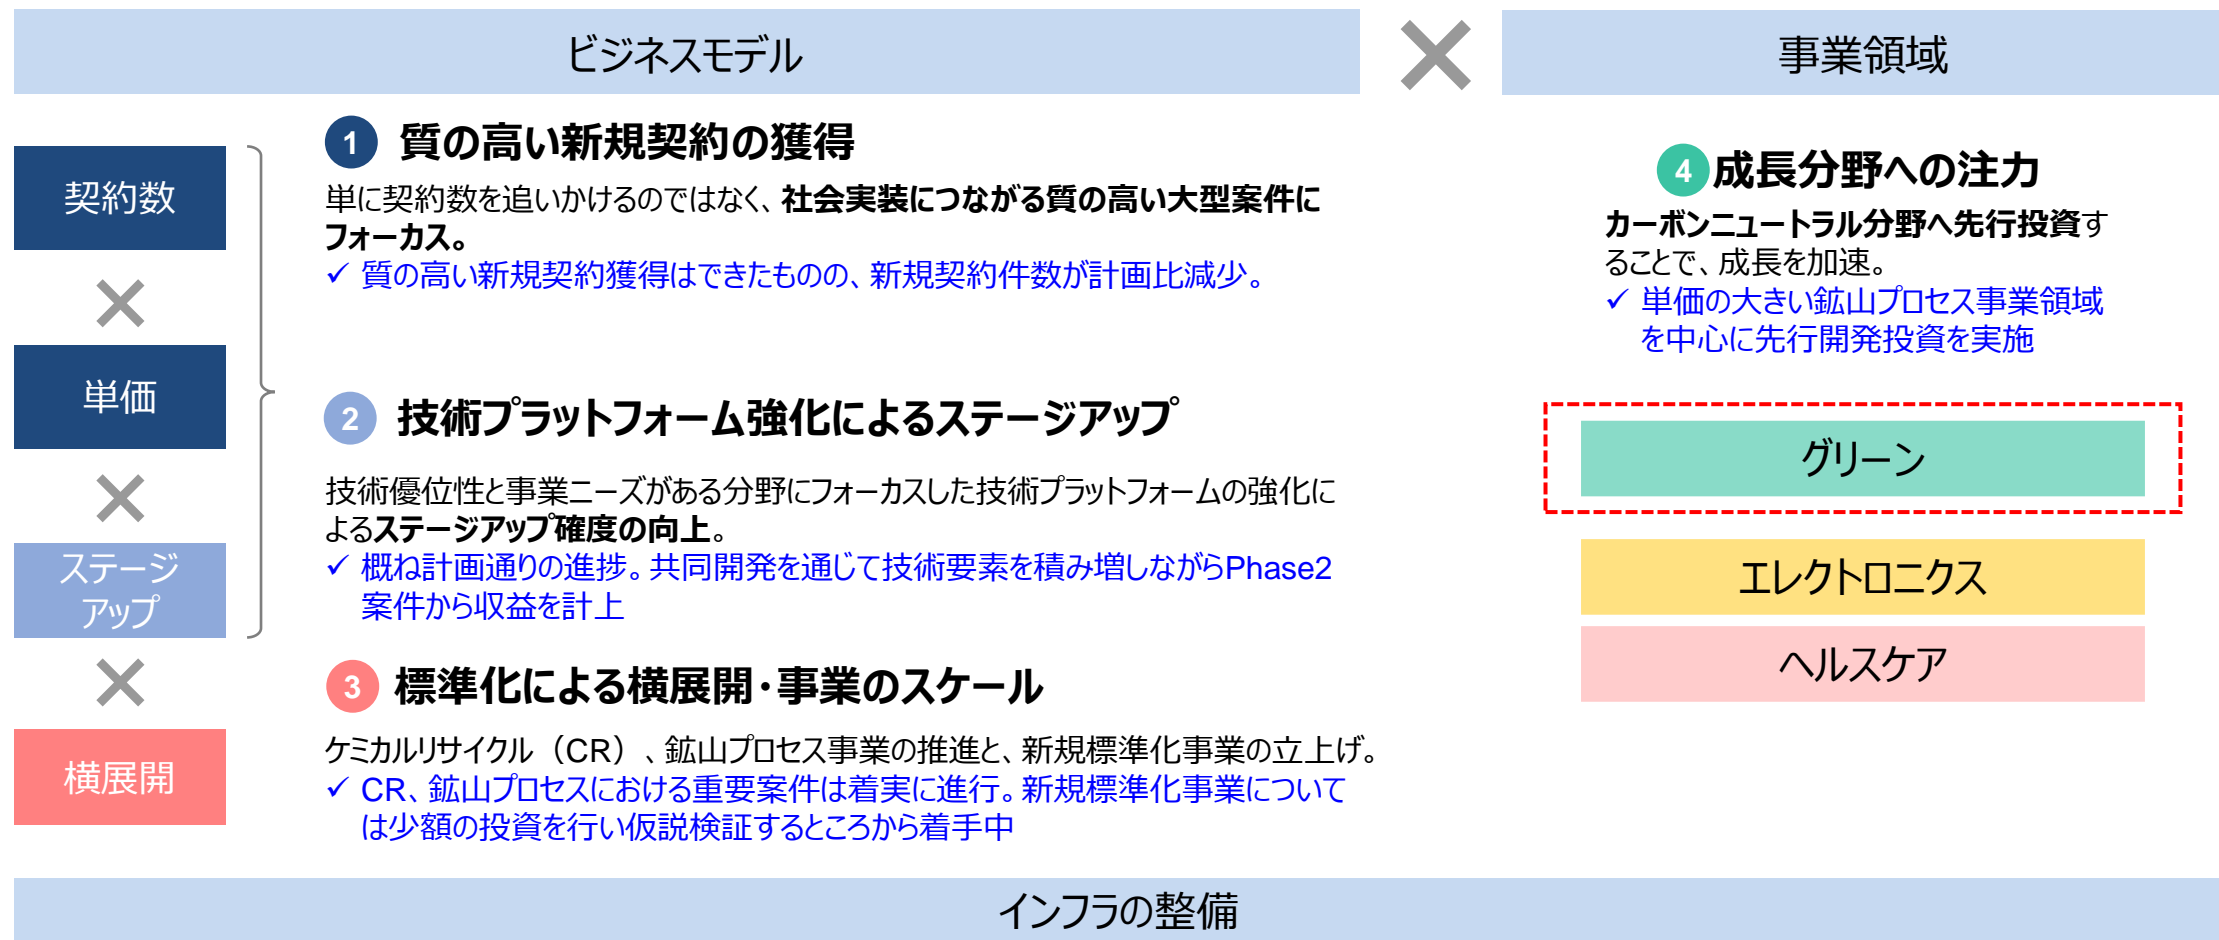 ビジネスモデル
事業領域
契約数
単価
ステージ
アップ
横展開
1 質の高い新規契約の獲得
単に契約数を追いかけるのではなく、社会実装につながる質の高い大型案件に
フォーカス。
✓ 質の高い新規契約獲得はできたものの、新規契約件数が計画比減少。
2 技術プラットフォーム強化によるステージアップ
技術優位性と事業ニーズがある分野にフォーカスした技術プラットフォームの強化に
よるステージアップ確度の向上。
✓ 概ね計画通りの進捗。共同開発を通じて技術要素を積み増しながらPhase2
案件から収益を計上
3 標準化による横展開・事業のスケール
ケミカルリサイクル（CR）、鉱山プロセス事業の推進と、新規標準化事業の立上げ。
✓ CR、鉱山プロセスにおける重要案件は着実に進行。新規標準化事業について
は少額の投資を行い仮説検証するところから着手中
4 成長分野への注力
カーボンニュートラル分野へ先行投資す
ることで、成長を加速。
✓ 単価の大きい鉱山プロセス事業領域
を中心に先行開発投資を実施
グリーン
エレクトロニクス
ヘルスケア
インフラの整備